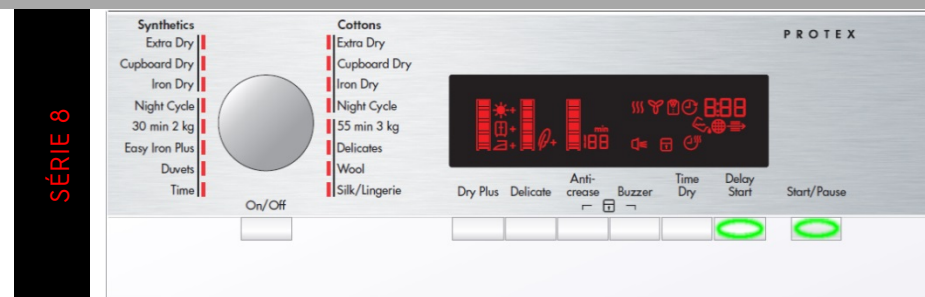 SÉRIE 8
Synthetics
Extra Dry
Cupboard Dry
Iron Dry
Night Cycle
30 min 2 kg
Easy Iron Plus
Duvets
Time
On/Off
Cottons
Extra Dry
Cupboard Dry
Iron Dry
Night Cycle
55 min 3 kg
Delicates
Wool
Silk/Lingerie
PROTEX
8:88
min
188
Dry Plus
Delicate
Anti-
crease
Buzzer
Time
Dry
Delay
Start
Start/Pause